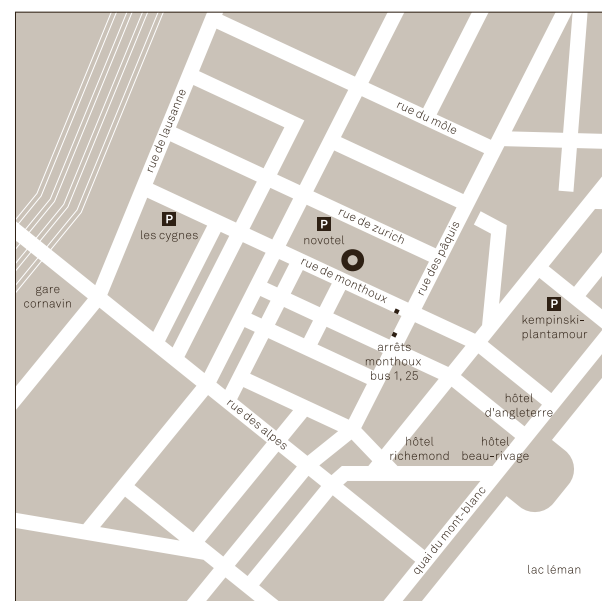 rue du môle
rue de lausanne
P
les cygnes
P
novotel
rue de zurich
rue des pâquis
rue de monthoux
gare
cornavin
P
kempinski-
plantamour
arrêts
monthoux
bus 1, 25
hôtel
d'angleterre
rue des alpes
hôtel
richemond
hôtel
beau-rivage
quai du mont-blanc
lac léman